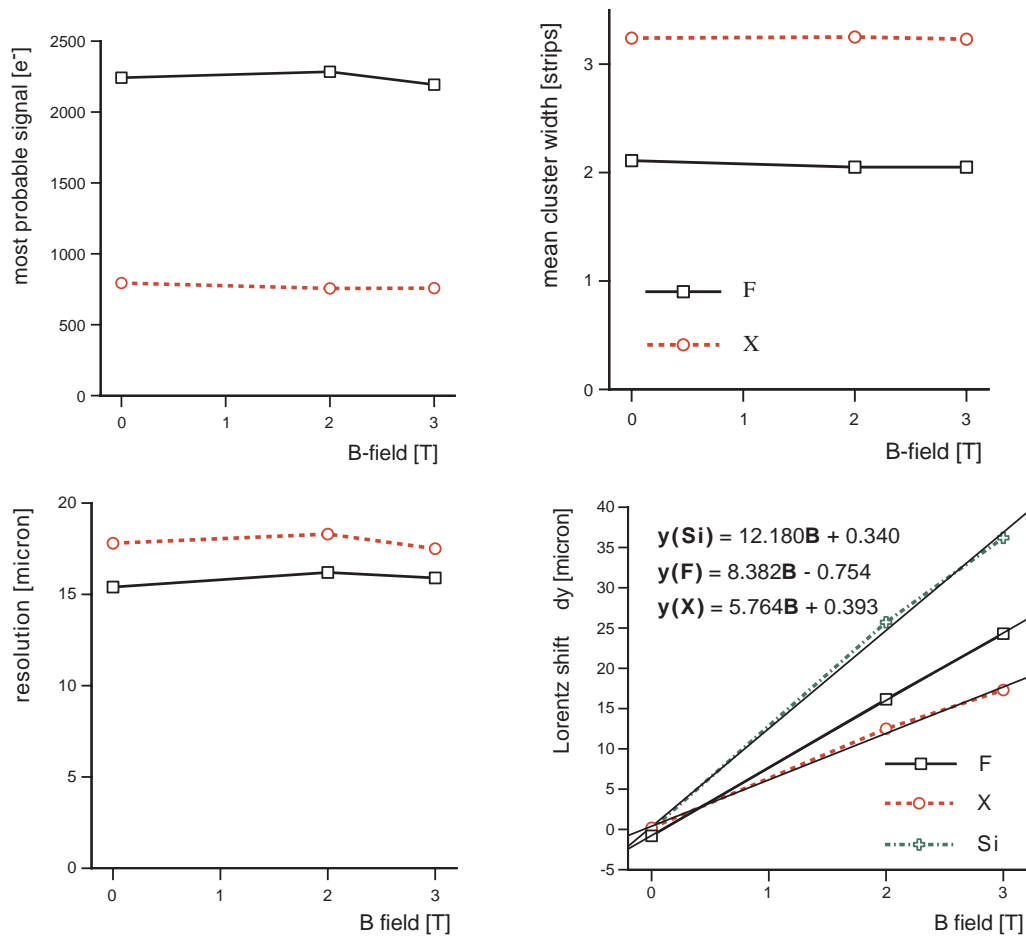 most probable signal [e-]
2500
2000
1500
1000
500
0
0 1 2 3
B-field [T]
mean cluster width [strips]
3
2
1
0
F
X
0 1 2 3
B-field [T]
resolution [micron]
20
15
10
5
0
0 1 2 3
B field [T]
Lorentz shift dy [micron]
40
35
30
25
20
15
10
5
0
-5
y(Si) = 12.180B + 0.340
y(F) = 8.382B - 0.754
y(X) = 5.764B + 0.393
F
X
Si
0 1 2 3
B field [T]